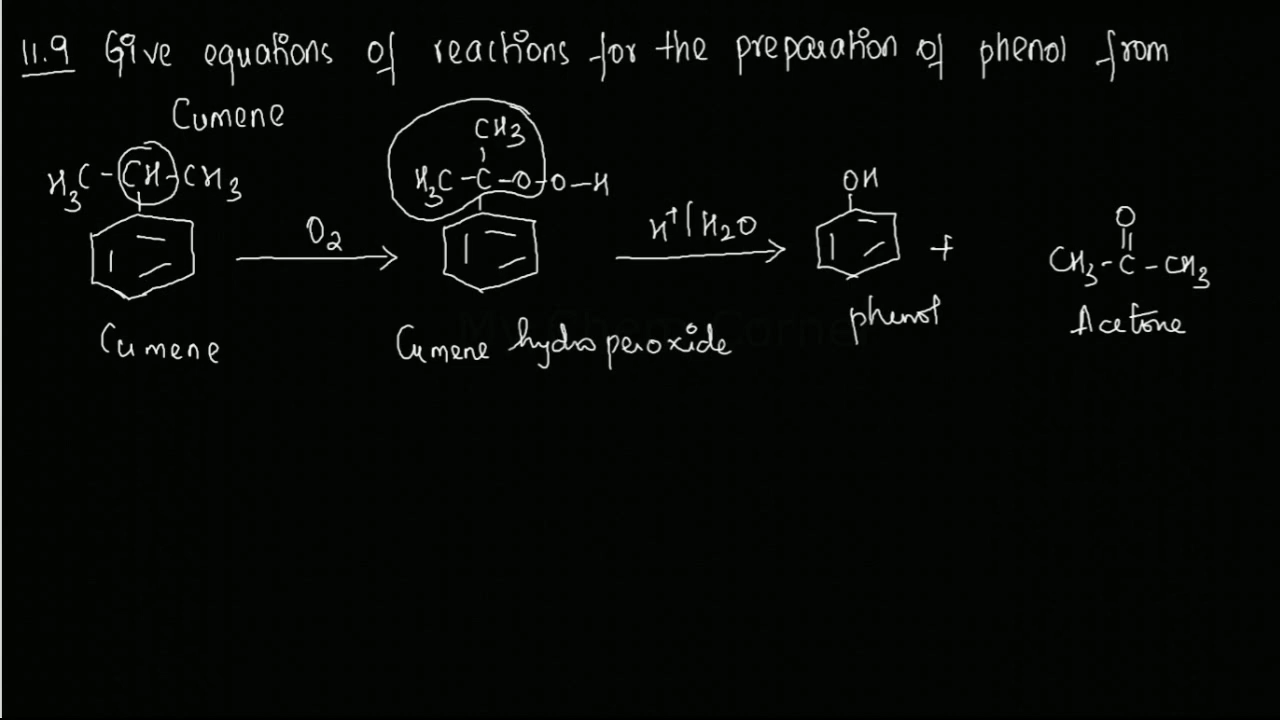 11.9 Give equations of reactions for the preparation of phenol from
Cumene
CH3
H3C-CH-CH3
H3C-C-O-O-H
OH
O2
H+/H2O
+
O
CH3-C-CH3
Cumene
Cumene hydroperoxide
phenol
Acetone